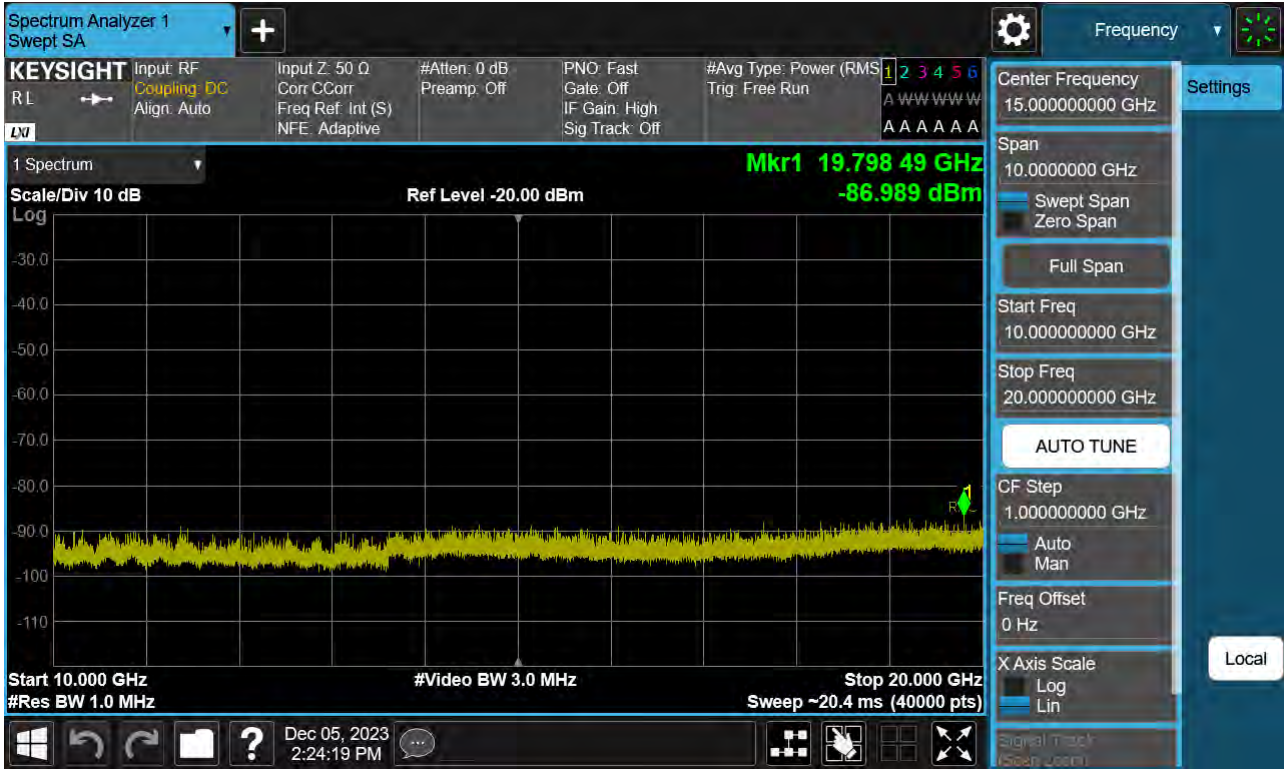 Spectrum Analyzer 1
Swept SA
Frequency
KEYSIGHT
RL
LXI
Input: RF
Coupling: DC
Align: Auto
Input Z: 50 Ω
Corr CCorr
Freq Ref: Int (S)
NFE: Adaptive
#Atten: 0 dB
Preamp: Off
PNO: Fast
Gate: Off
IF Gain: High
Sig Track: Off
#Avg Type: Power (RMS
Trig: Free Run
1 2 3 4 5 6
A W W W W W
A A A A A A
1 Spectrum
Mkr1 19.798 49 GHz
Scale/Div 10 dB
Ref Level -20.00 dBm
-86.989 dBm
Log
-30.0
-40.0
-50.0
-60.0
-70.0
-80.0
-90.0
-100
-110
1
Start 10.000 GHz
#Video BW 3.0 MHz
Stop 20.000 GHz
#Res BW 1.0 MHz
Sweep ~20.4 ms (40000 pts)
Center Frequency
15.000000000 GHz
Span
10.0000000 GHz
Swept Span
Zero Span
Full Span
Start Freq
10.000000000 GHz
Stop Freq
20.000000000 GHz
AUTO TUNE
CF Step
1.000000000 GHz
Auto
Man
Freq Offset
0 Hz
X Axis Scale
Log
Lin
Signal Track
(Span Zoom)
Settings
Local
Dec 05, 2023
2:24:19 PM